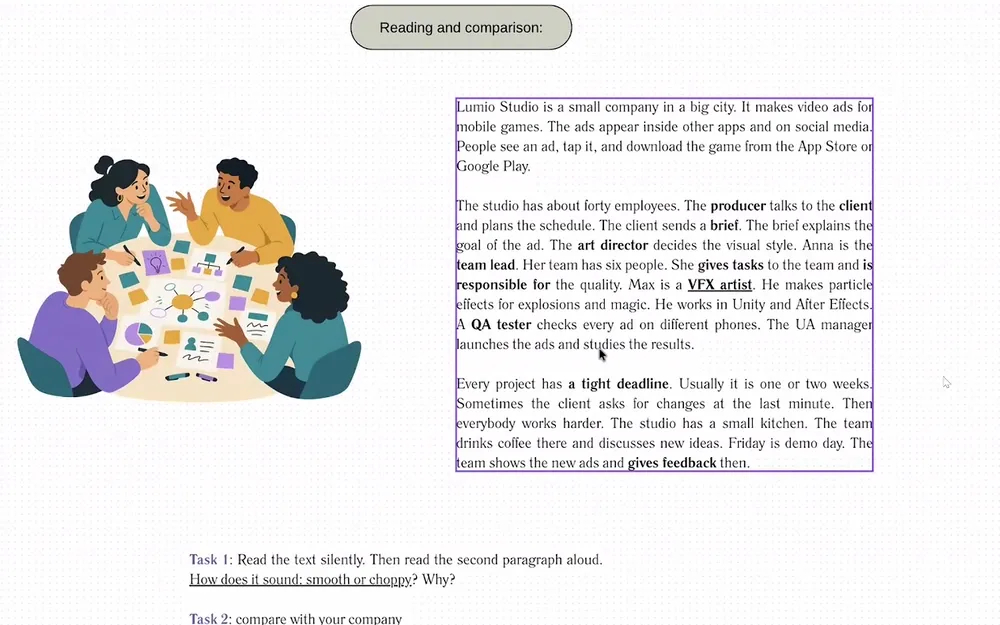 Reading and comparison:
Lumio Studio is a small company in a big city. It makes video ads for
mobile games. The ads appear inside other apps and on social media.
People see an ad, tap it, and download the game from the App Store or
Google Play.
The studio has about forty employees. The producer talks to the client
and plans the schedule. The client sends a brief. The brief explains the
goal of the ad. The art director decides the visual style. Anna is the
team lead. Her team has six people. She gives tasks to the team and is
responsible for the quality. Max is a VFX artist. He makes particle
effects for explosions and magic. He works in Unity and After Effects.
A QA tester checks every ad on different phones. The UA manager
launches the ads and studies the results.
Every project has a tight deadline. Usually it is one or two weeks.
Sometimes the client asks for changes at the last minute. Then
everybody works harder. The studio has a small kitchen. The team
drinks coffee there and discusses new ideas. Friday is demo day. The
team shows the new ads and gives feedback then.
Task 1: Read the text silently. Then read the second paragraph aloud.
How does it sound: smooth or choppy? Why?
Task 2: compare with your company